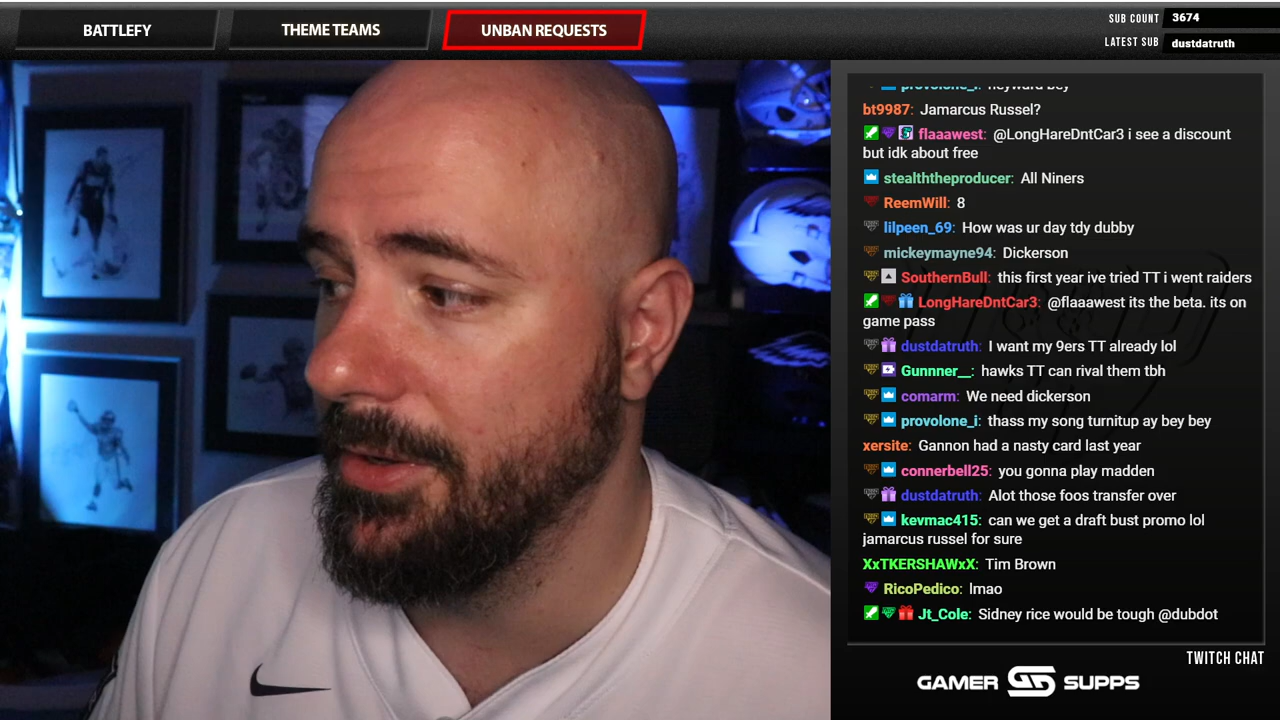 BATTLEFY
THEME TEAMS
UNBAN REQUESTS
SUB COUNT 3674
LATEST SUB dustdatruth
provolone_i: heyward bey
bt9987: Jamarcus Russel?
flaaawest: @LongHareDntCar3 i see a discount
but idk about free
stealththeproducer: All Niners
ReemWill: 8
lilpeen_69: How was ur day tdy dubby
mickeymayne94: Dickerson
SouthernBull: this first year ive tried TT i went raiders
LongHareDntCar3: @flaaawest its the beta. its on
game pass
dustdatruth: I want my 9ers TT already lol
Gunnner__: hawks TT can rival them tbh
comarm: We need dickerson
provolone_i: thass my song turnitup ay bey bey
xersite: Gannon had a nasty card last year
connerbell25: you gonna play madden
dustdatruth: Alot those foos transfer over
kevmac415: can we get a draft bust promo lol
jamarcus russel for sure
XxTKERSHAWxX: Tim Brown
RicoPedico: lmao
Jt_Cole: Sidney rice would be tough @dubdot
TWITCH CHAT
GAMER GS SUPPS